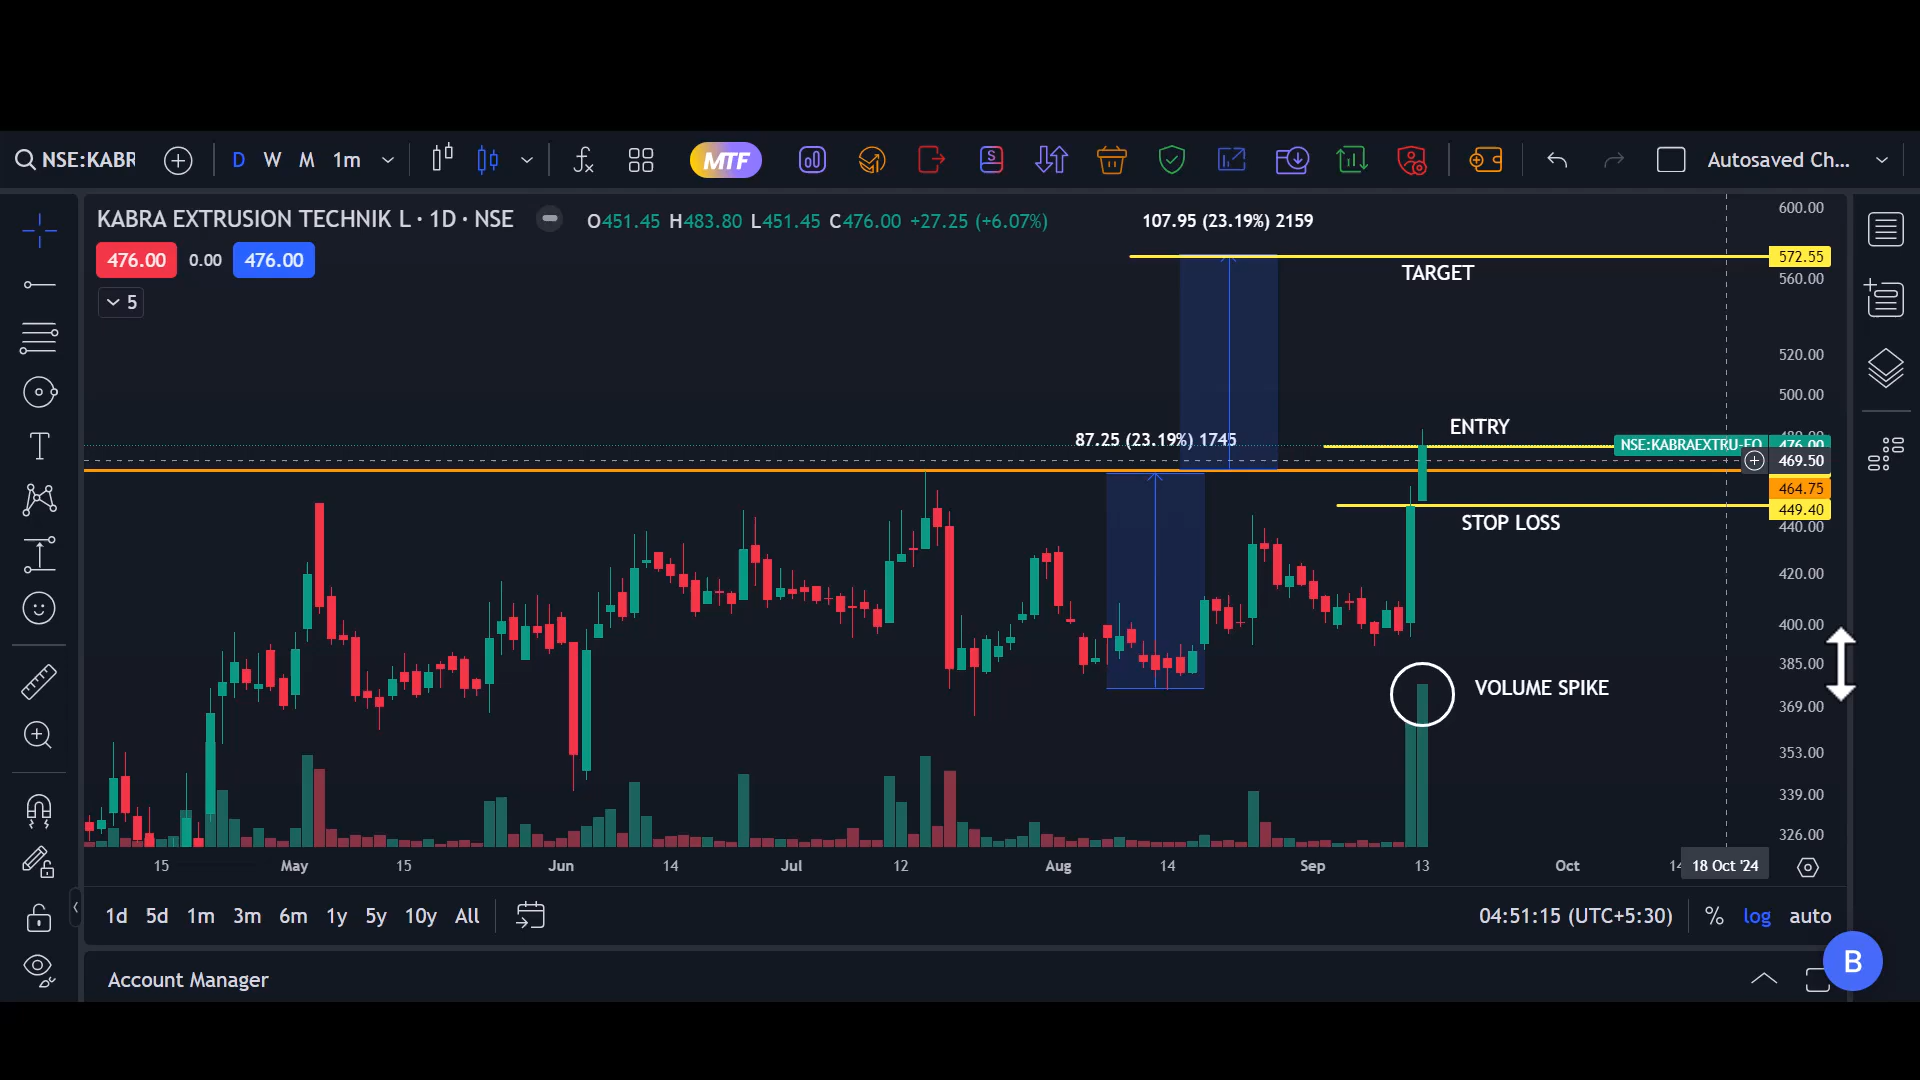 NSE:KABR
D W M 1m
MTF
Autosaved Ch...
KABRA EXTRUSION TECHNIK L · 1D · NSE
O451.45 H483.80 L451.45 C476.00 +27.25 (+6.07%)
107.95 (23.19%) 2159
600.00
476.00 0.00 476.00
572.55
TARGET
560.00
5
520.00
500.00
ENTRY
87.25 (23.19%) 1745
NSE:KABRAEXTRU-EQ 476.00
469.50
464.75
449.40
STOP LOSS
440.00
420.00
400.00
385.00
VOLUME SPIKE
369.00
353.00
339.00
326.00
15 May 15 Jun 14 Jul 12 Aug 14 Sep 13 Oct 18 Oct '24
1d 5d 1m 3m 6m 1y 5y 10y All
04:51:15 (UTC+5:30) % log auto
B
Account Manager